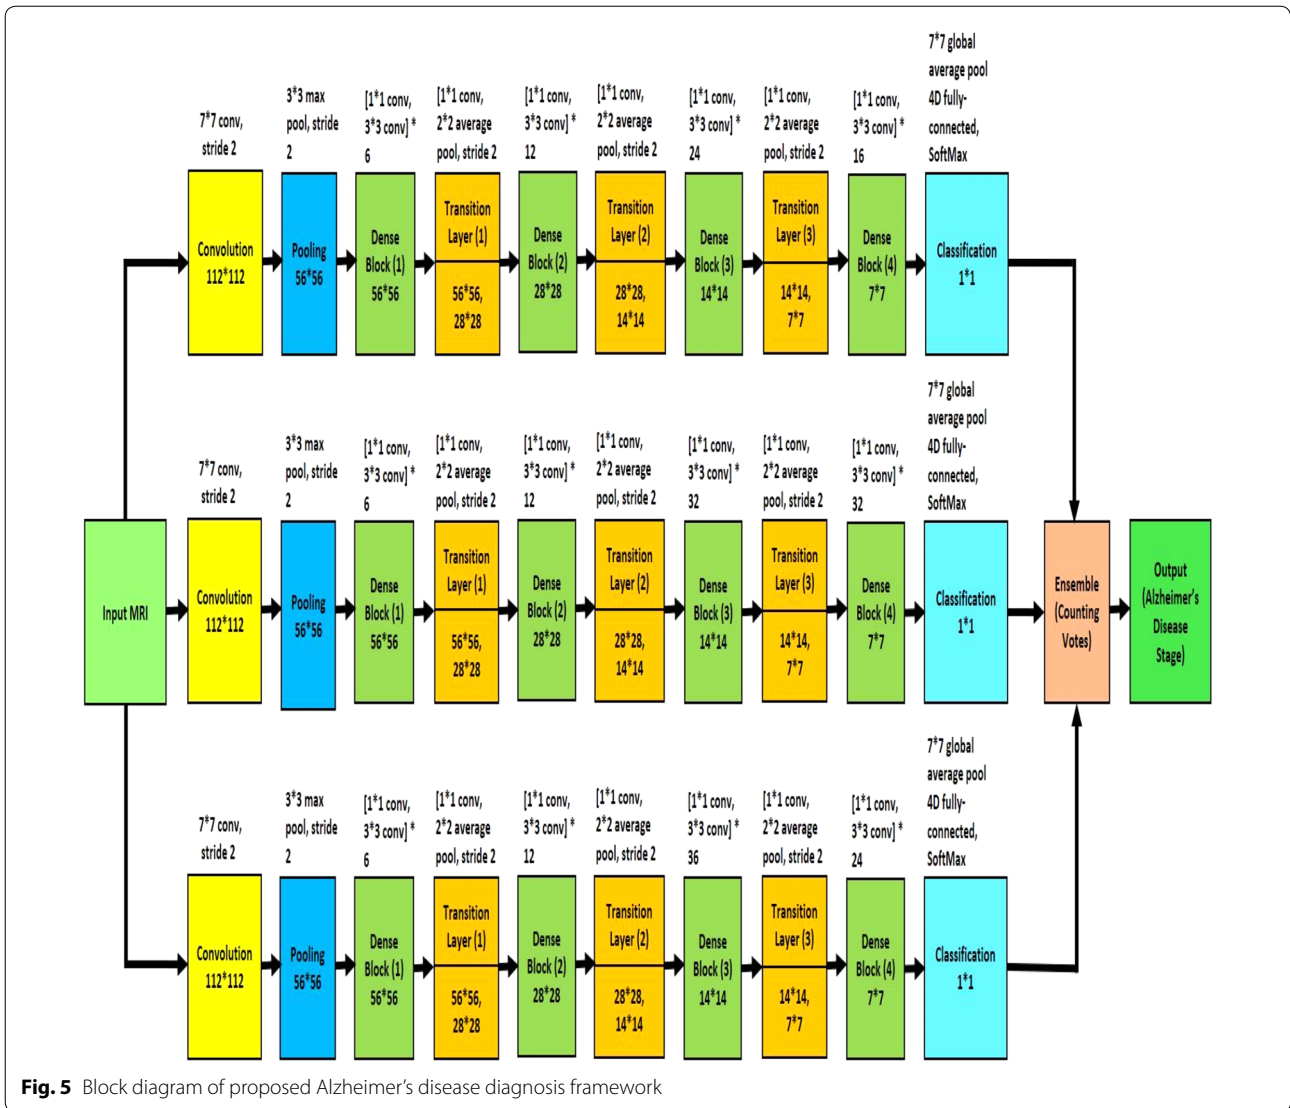 7*7 conv,
stride 2
3*3 max
pool, stride
2
[1*1 conv,
3*3 conv] *
6
[1*1 conv,
2*2 average
pool, stride 2
[1*1 conv,
3*3 conv] *
12
[1*1 conv,
2*2 average
pool, stride 2
[1*1 conv,
3*3 conv] *
24
[1*1 conv,
2*2 average
pool, stride 2
[1*1 conv,
3*3 conv] *
16
7*7 global
average pool
4D fully-
connected,
SoftMax
Convolution
112*112
Pooling
56*56
Dense
Block (1)
56*56
Transition
Layer (1)
56*56,
28*28
Dense
Block (2)
28*28
Transition
Layer (2)
28*28,
14*14
Dense
Block (3)
14*14
Transition
Layer (3)
14*14,
7*7
Dense
Block (4)
7*7
Classification
1*1
7*7 conv,
stride 2
3*3 max
pool, stride
2
[1*1 conv,
3*3 conv] *
6
[1*1 conv,
2*2 average
pool, stride 2
[1*1 conv,
3*3 conv] *
12
[1*1 conv,
2*2 average
pool, stride 2
[1*1 conv,
3*3 conv] *
32
[1*1 conv,
2*2 average
pool, stride 2
[1*1 conv,
3*3 conv] *
32
7*7 global
average pool
4D fully-
connected,
SoftMax
Input MRI
Convolution
112*112
Pooling
56*56
Dense
Block (1)
56*56
Transition
Layer (1)
56*56,
28*28
Dense
Block (2)
28*28
Transition
Layer (2)
28*28,
14*14
Dense
Block (3)
14*14
Transition
Layer (3)
14*14,
7*7
Dense
Block (4)
7*7
Classification
1*1
Ensemble
(Counting
Votes)
Output
(Alzheimer's
Disease
Stage)
7*7 conv,
stride 2
3*3 max
pool, stride
2
[1*1 conv,
3*3 conv] *
6
[1*1 conv,
2*2 average
pool, stride 2
[1*1 conv,
3*3 conv] *
12
[1*1 conv,
2*2 average
pool, stride 2
[1*1 conv,
3*3 conv] *
36
[1*1 conv,
2*2 average
pool, stride 2
[1*1 conv,
3*3 conv] *
24
7*7 global
average pool
4D fully-
connected,
SoftMax
Convolution
112*112
Pooling
56*56
Dense
Block (1)
56*56
Transition
Layer (1)
56*56,
28*28
Dense
Block (2)
28*28
Transition
Layer (2)
28*28,
14*14
Dense
Block (3)
14*14
Transition
Layer (3)
14*14,
7*7
Dense
Block (4)
7*7
Classification
1*1
Fig. 5 Block diagram of proposed Alzheimer's disease diagnosis framework